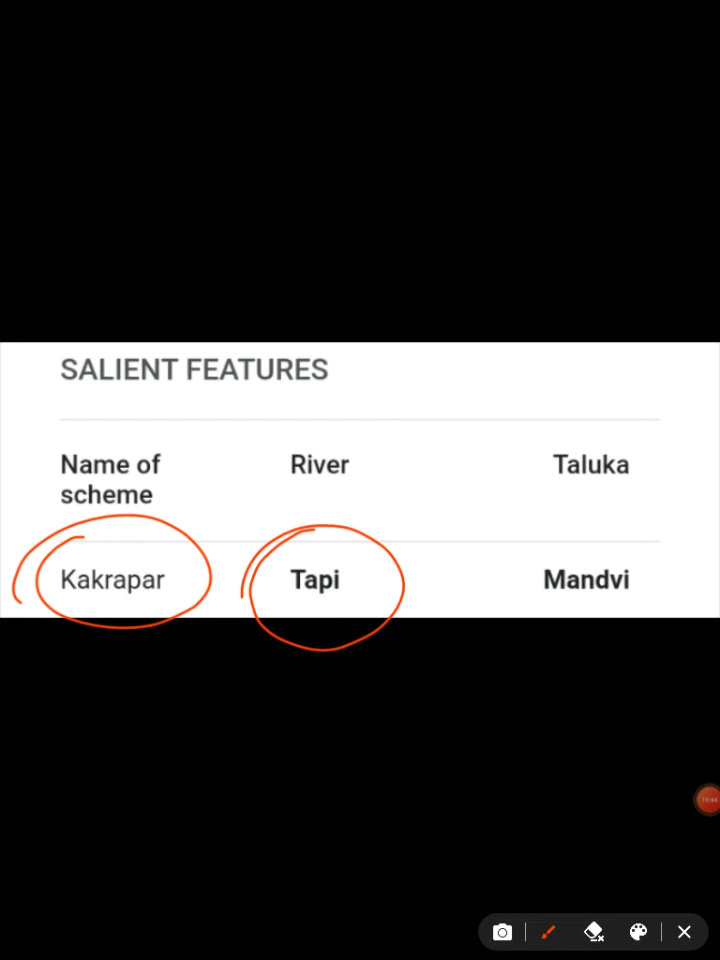 SALIENT FEATURES
Name of scheme River Taluka
Kakrapar Tapi Mandvi